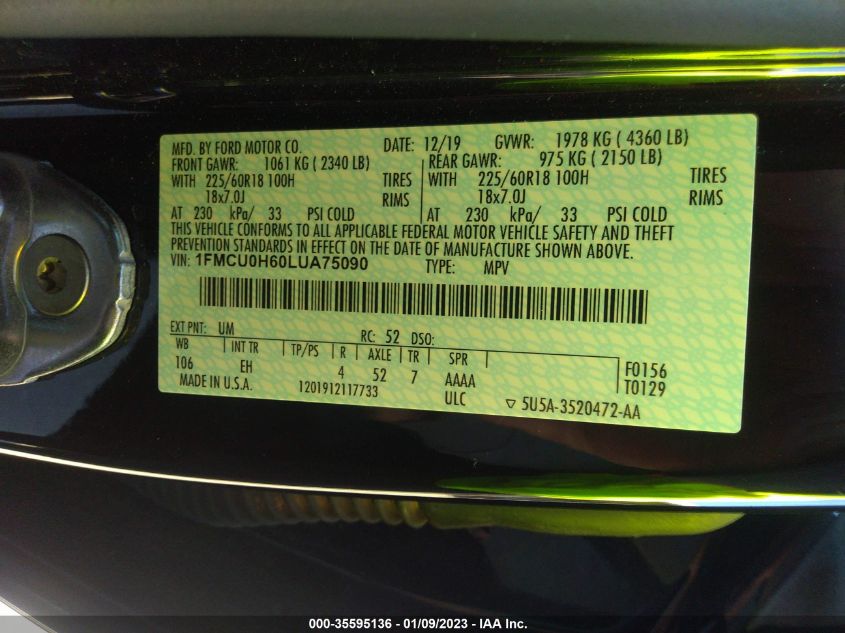 MFD. BY FORD MOTOR CO. DATE: 12/19 GVWR: 1978 KG ( 4360 LB)
FRONT GAWR: 1061 KG ( 2340 LB) REAR GAWR: 975 KG ( 2150 LB)
WITH 225/60R18 100H TIRES WITH 225/60R18 100H TIRES
18x7.0J RIMS 18x7.0J RIMS
AT 230 kPa/ 33 PSI COLD AT 230 kPa/ 33 PSI COLD
THIS VEHICLE CONFORMS TO ALL APPLICABLE FEDERAL MOTOR VEHICLE SAFETY AND THEFT
PREVENTION STANDARDS IN EFFECT ON THE DATE OF MANUFACTURE SHOWN ABOVE.
VIN: 1FMCU0H60LUA75090 TYPE: MPV
EXT PNT: UM RC: 52 DSO:
WB INT TR TP/PS R AXLE TR SPR
106 EH 4 52 7 AAAA F0156
MADE IN U.S.A. 1201912117733 ULC T0129
▽ 5U5A-3520472-AA
000-35595136 - 01/09/2023 - IAA Inc.